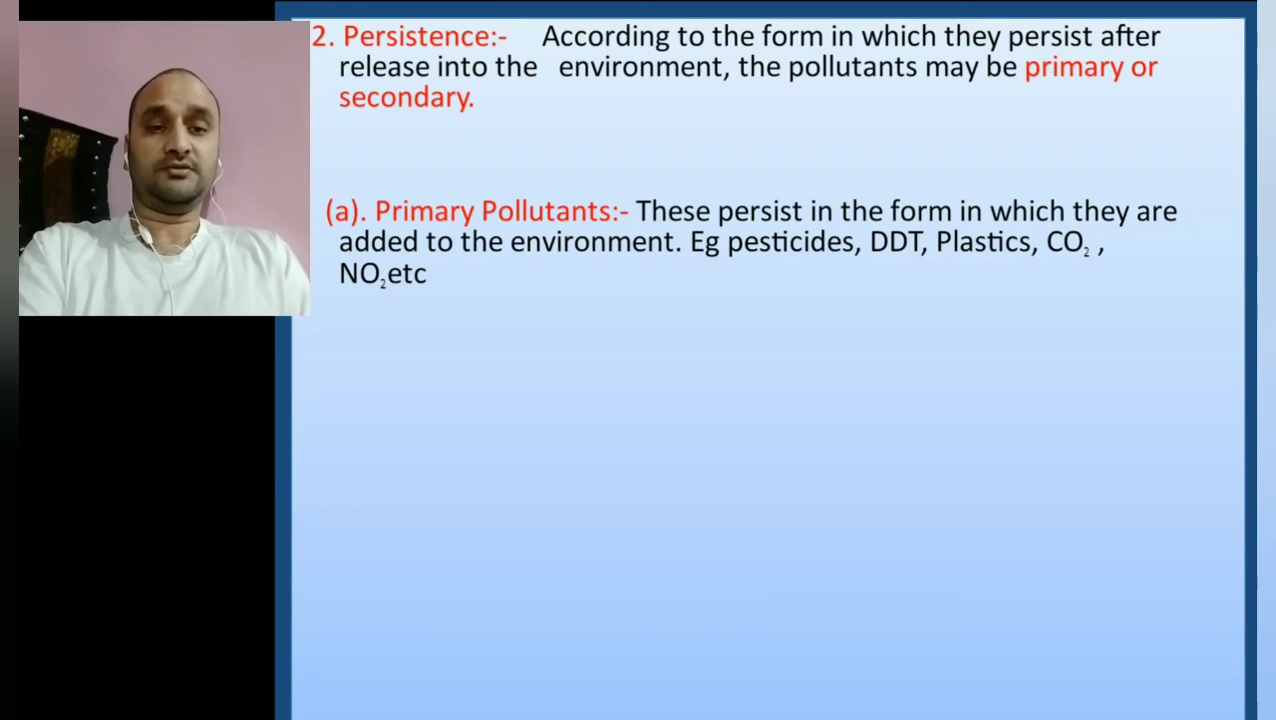 2. Persistence:- According to the form in which they persist after
release into the environment, the pollutants may be primary or
secondary.
(a). Primary Pollutants:- These persist in the form in which they are
added to the environment. Eg pesticides, DDT, Plastics, CO₂ ,
NO₂etc